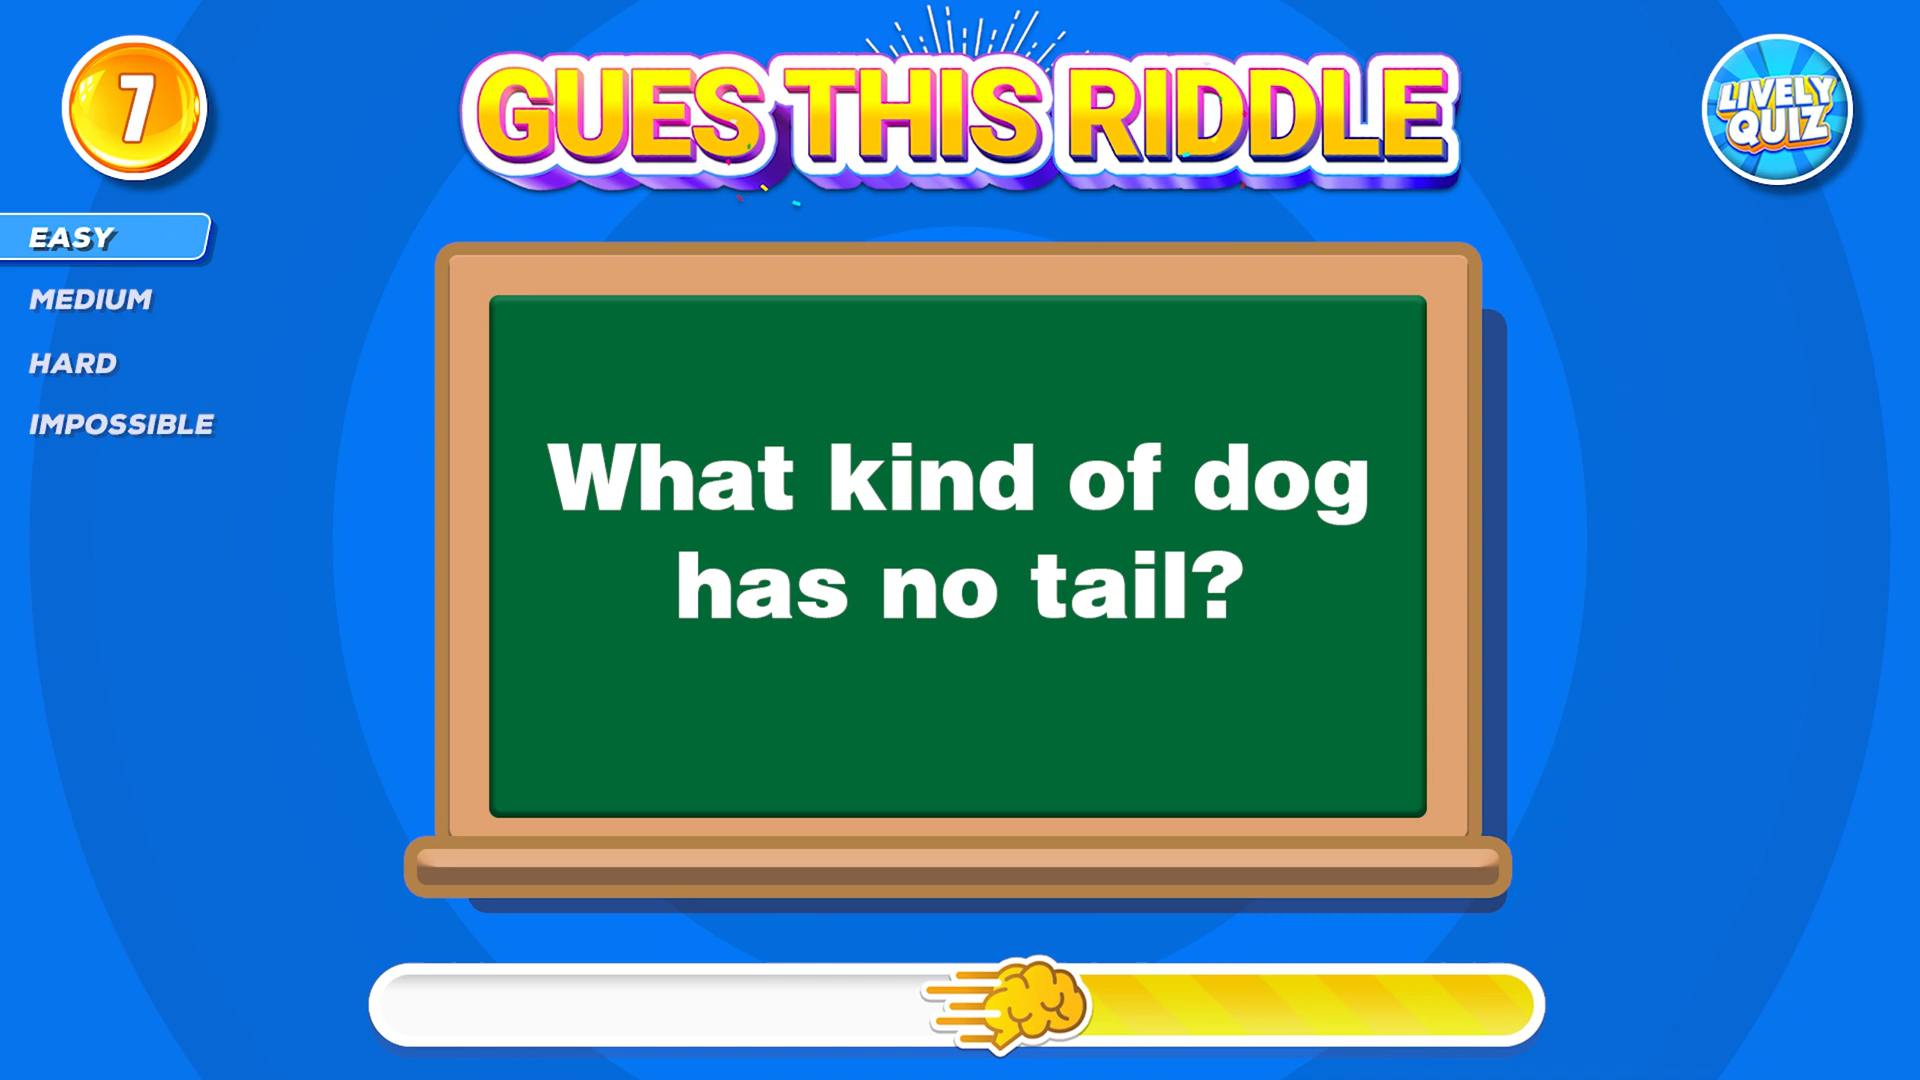 7
GUES THIS RIDDLE
LIVELY
QUIZ
EASY
MEDIUM
HARD
IMPOSSIBLE
What kind of dog
has no tail?